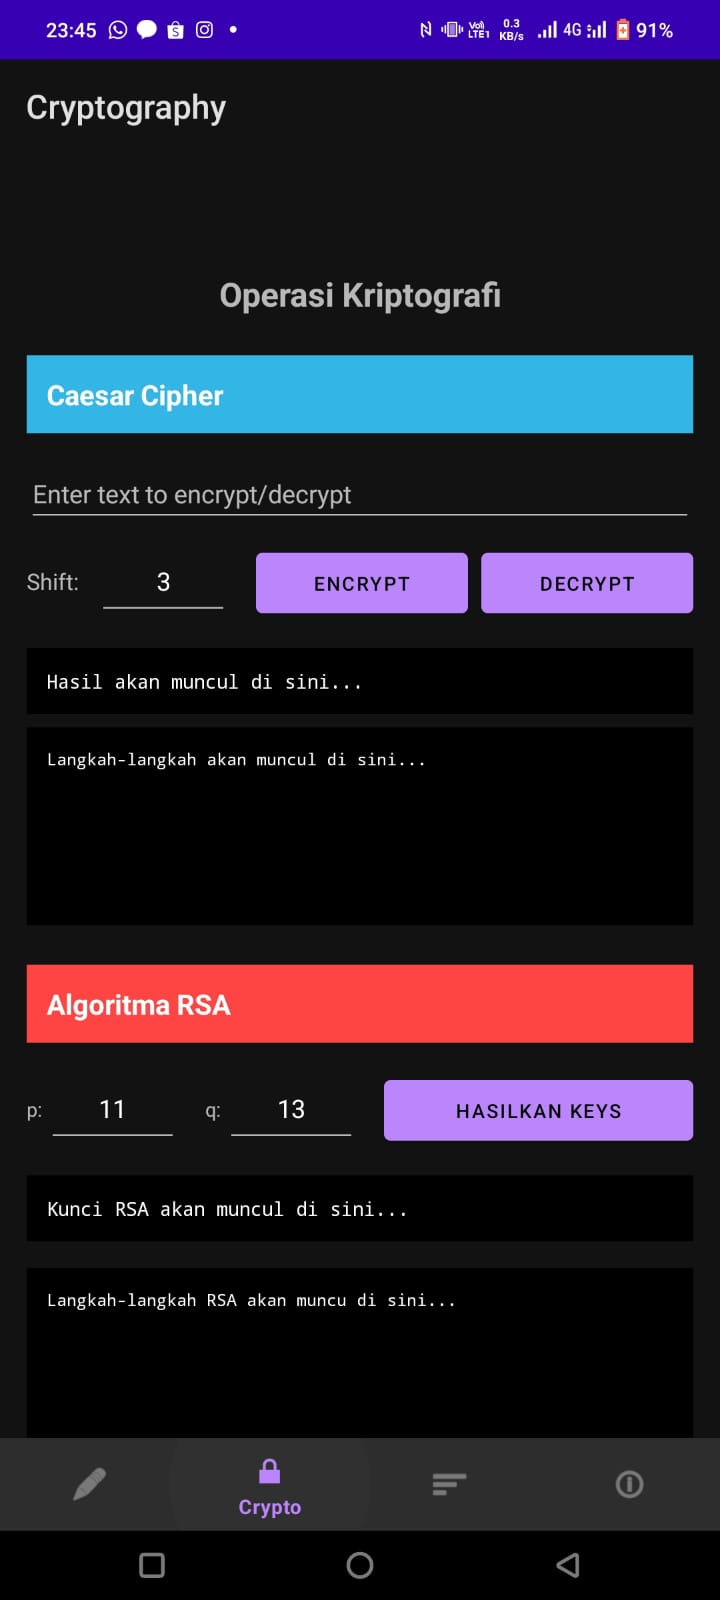 23:45 Vo) LTE1 0.3 KB/s 4G 91%
Cryptography
Operasi Kriptografi
Caesar Cipher
Enter text to encrypt/decrypt
Shift: 3 ENCRYPT DECRYPT
Hasil akan muncul di sini...
Langkah-langkah akan muncul di sini...
Algoritma RSA
p: 11 q: 13 HASILKAN KEYS
Kunci RSA akan muncul di sini...
Langkah-langkah RSA akan muncu di sini...
Crypto